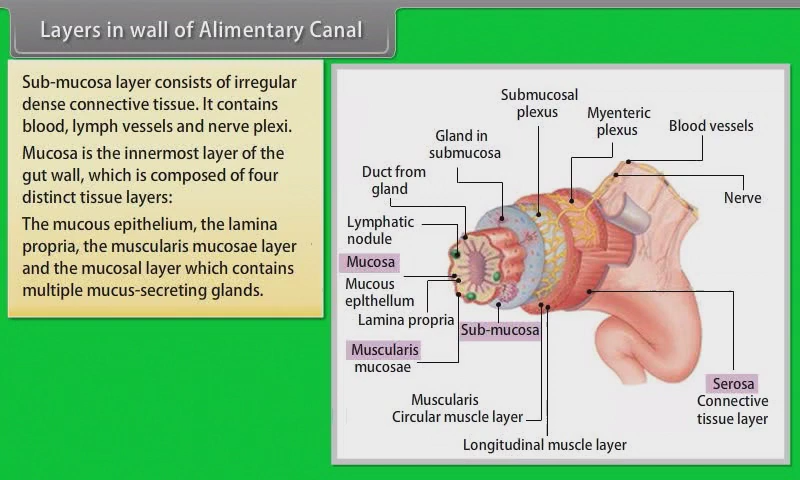 Layers in wall of Alimentary Canal
Sub-mucosa layer consists of irregular
dense connective tissue. It contains
blood, lymph vessels and nerve plexi.
Mucosa is the innermost layer of the
gut wall, which is composed of four
distinct tissue layers:
The mucous epithelium, the lamina
propria, the muscularis mucosae layer
and the mucosal layer which contains
multiple mucus-secreting glands.
Submucosal
plexus
Myenteric
plexus
Blood vessels
Gland in
submucosa
Duct from
gland
Nerve
Lymphatic
nodule
Mucosa
Mucous
eplthellum
Lamina propria
Sub-mucosa
Muscularis
mucosae
Serosa
Connective
tissue layer
Muscularis
Circular muscle layer
Longitudinal muscle layer